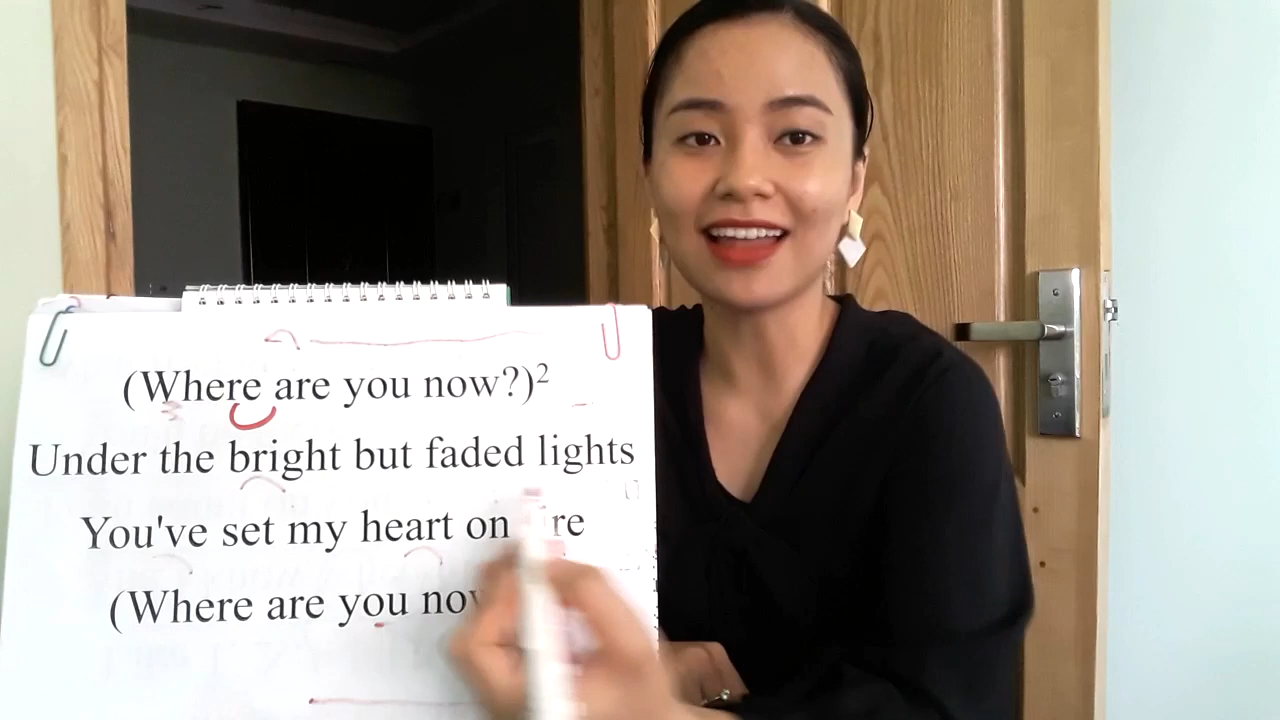 (Where are you now?)²
Under the bright but faded lights
You've set my heart on
(Where are you